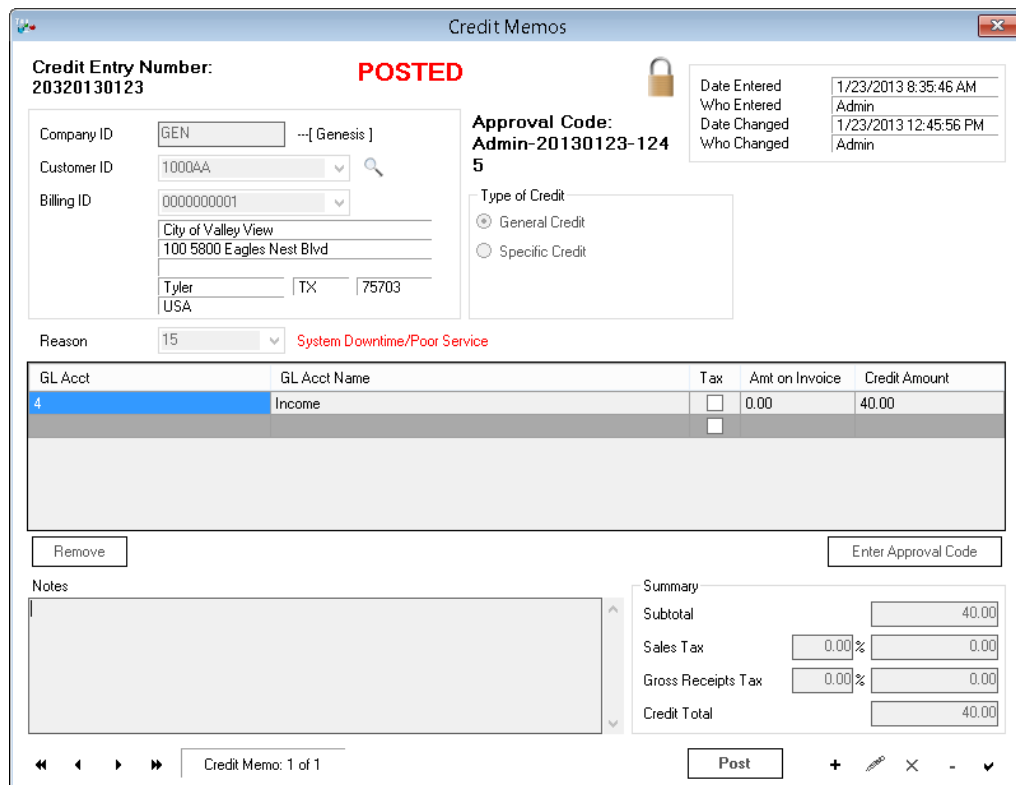 Credit Memos
Credit Entry Number:
20320130123
POSTED
Date Entered 1/23/2013 8:35:46 AM
Who Entered Admin
Date Changed 1/23/2013 12:45:56 PM
Who Changed Admin
Company ID GEN ---[ Genesis ]
Customer ID 1000AA
Billing ID 0000000001
City of Valley View
100 5800 Eagles Nest Blvd
Tyler TX 75703
USA
Approval Code:
Admin-20130123-124
5
Type of Credit
General Credit
Specific Credit
Reason 15 System Downtime/Poor Service
GL Acct GL Acct Name Tax Amt on Invoice Credit Amount
4 Income 0.00 40.00
Remove Enter Approval Code
Notes
Summary
Subtotal 40.00
Sales Tax 0.00 % 0.00
Gross Receipts Tax 0.00 % 0.00
Credit Total 40.00
Credit Memo: 1 of 1
Post